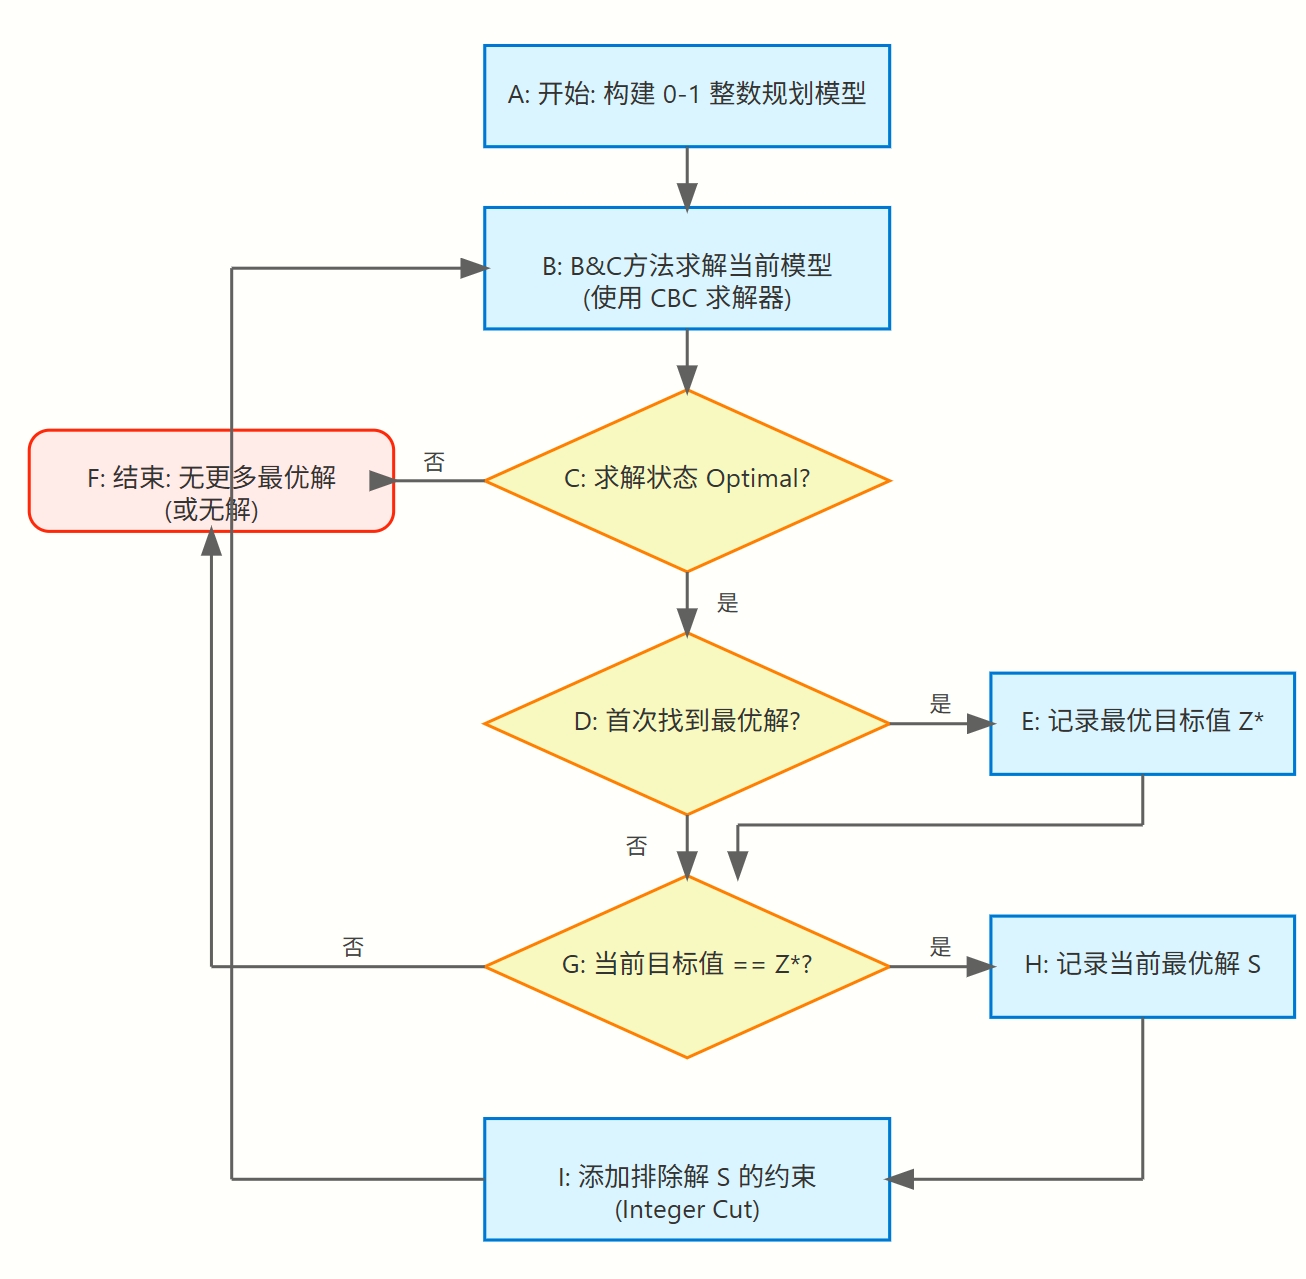 A: 开始: 构建 0-1 整数规划模型
B: B&C方法求解当前模型
(使用 CBC 求解器)
否
C: 求解状态 Optimal?
F: 结束: 无更多最优解
(或无解)
是
D: 首次找到最优解?
是
E: 记录最优目标值 Z*
否
否
G: 当前目标值 == Z*?
是
H: 记录当前最优解 S
I: 添加排除解 S 的约束
(Integer Cut)